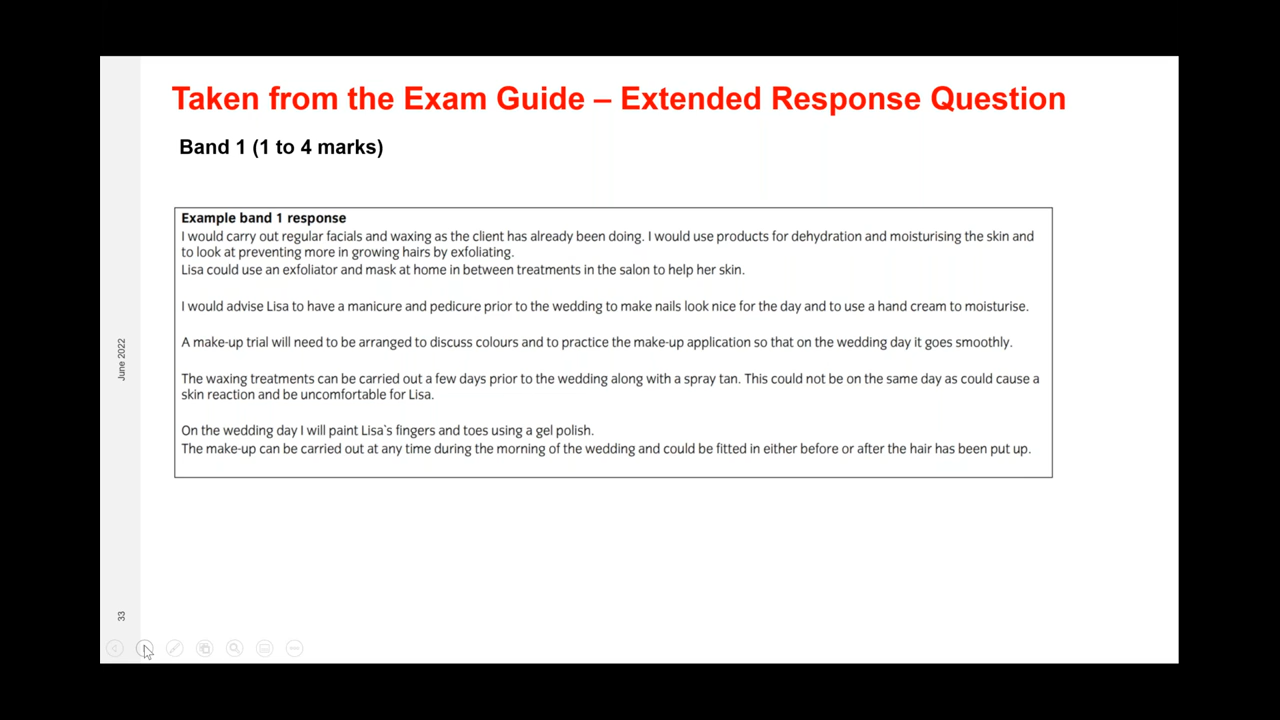 Taken from the Exam Guide – Extended Response Question
Band 1 (1 to 4 marks)
Example band 1 response
I would carry out regular facials and waxing as the client has already been doing. I would use products for dehydration and moisturising the skin and
to look at preventing more in growing hairs by exfoliating.
Lisa could use an exfoliator and mask at home in between treatments in the salon to help her skin.
I would advise Lisa to have a manicure and pedicure prior to the wedding to make nails look nice for the day and to use a hand cream to moisturise.
A make-up trial will need to be arranged to discuss colours and to practice the make-up application so that on the wedding day it goes smoothly.
The waxing treatments can be carried out a few days prior to the wedding along with a spray tan. This could not be on the same day as could cause a
skin reaction and be uncomfortable for Lisa.
On the wedding day I will paint Lisa`s fingers and toes using a gel polish.
The make-up can be carried out at any time during the morning of the wedding and could be fitted in either before or after the hair has been put up.
June 2022
33